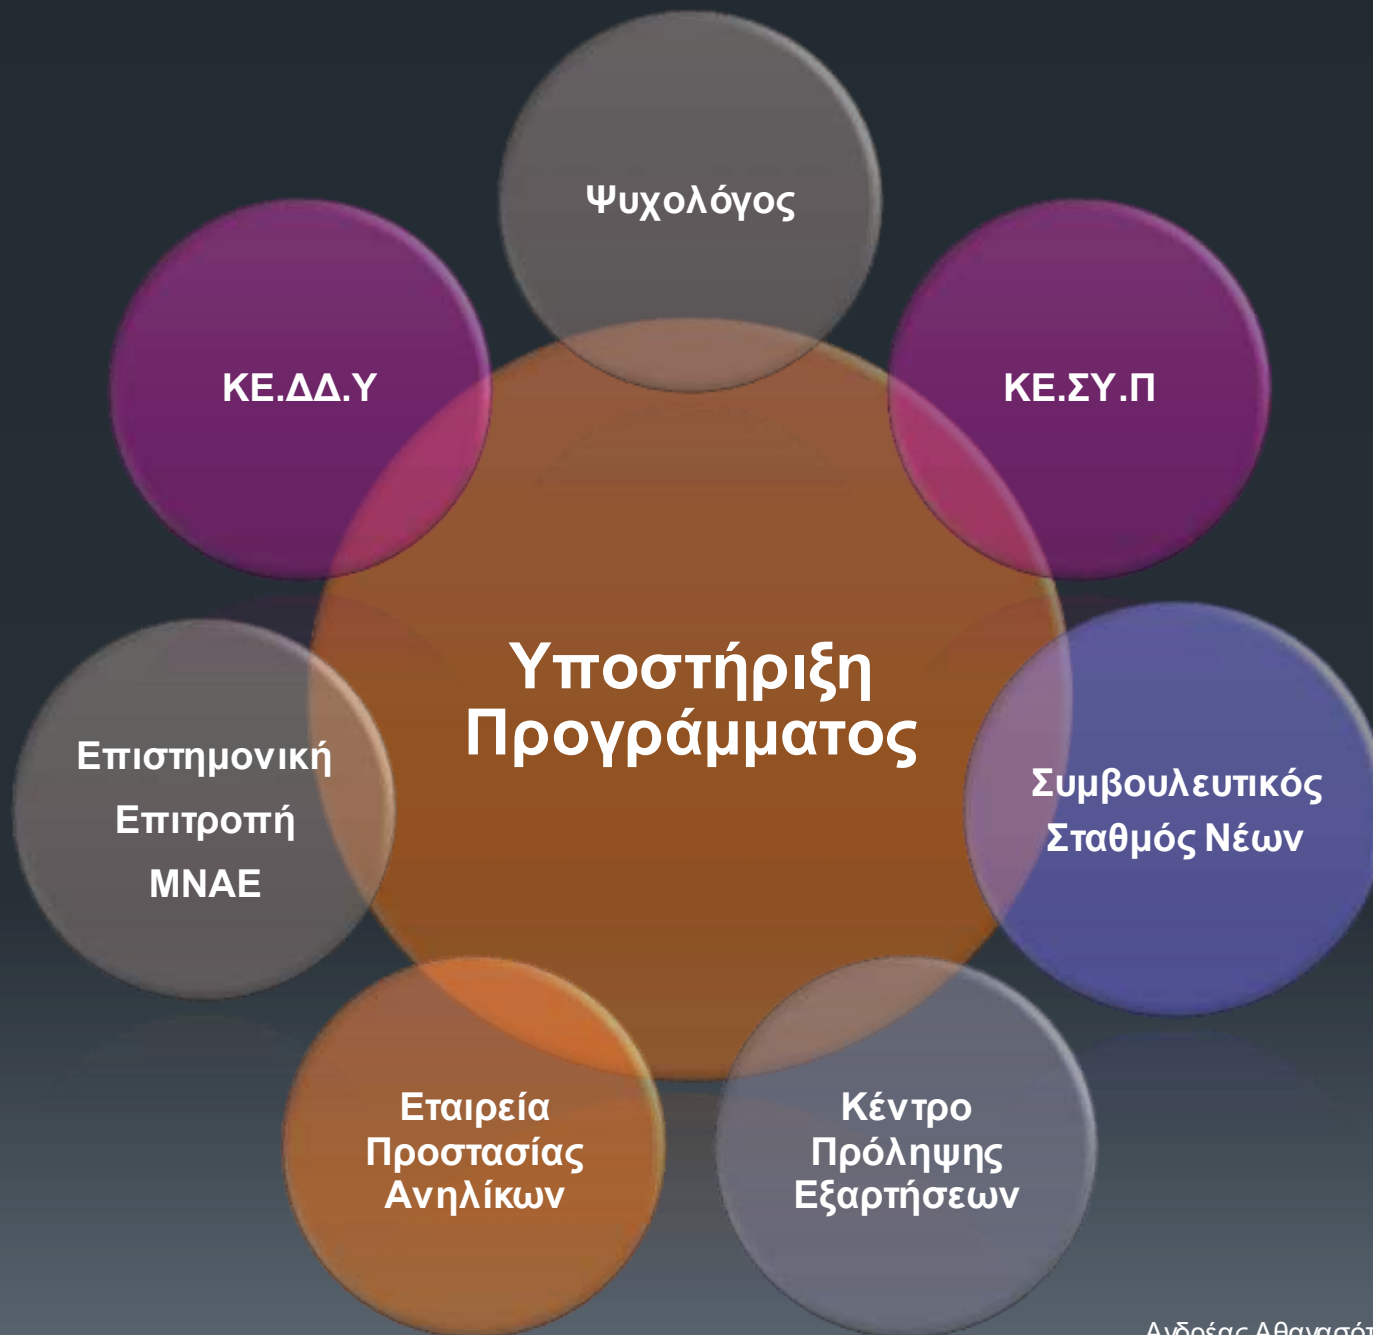 Ψυχολόγος
ΚΕ.ΔΔ.Υ
ΚΕ.ΣΥ.Π
Υποστήριξη
Προγράμματος
Επιστημονική
Επιτροπή
ΜΝΑΕ
Συμβουλευτικός
Σταθμός Νέων
Εταιρεία
Προστασίας
Ανηλίκων
Κέντρο
Πρόληψης
Εξαρτήσεων
Ανδρέας